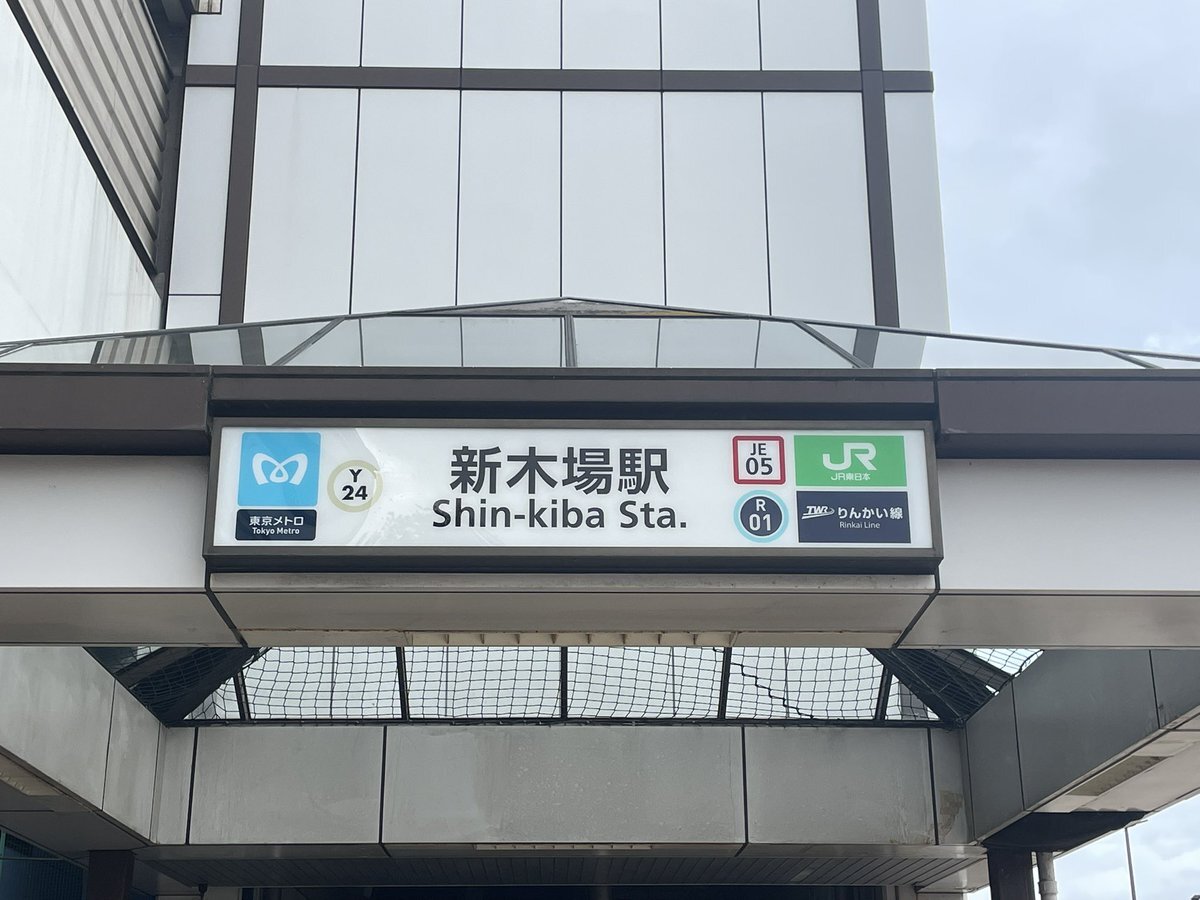 東京メトロ
Tokyo Metro
Y
24
新木場駅
Shin-kiba Sta.
JE
05
JR
JR東日本
R
01
TWR りんかい線
Rinkai Line